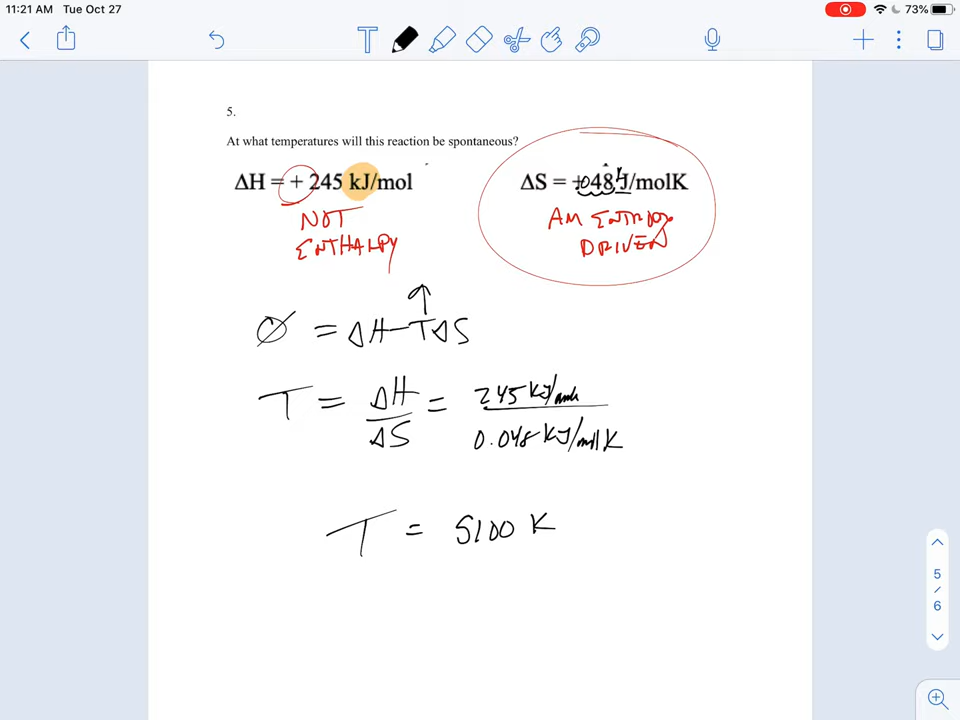 11:21 AM Tue Oct 27
73%
T
5.
At what temperatures will this reaction be spontaneous?
ΔH = + 245 kJ/mol
ΔS = +.048 kJ/molK
NOT
ENTHALPY
AM ENTROPY
DRIVEN
∅ = ΔH - TΔS
T = ΔH/ΔS = 245 kJ/mol / 0.048 kJ/mol K
T = 5100 K
5
/
6